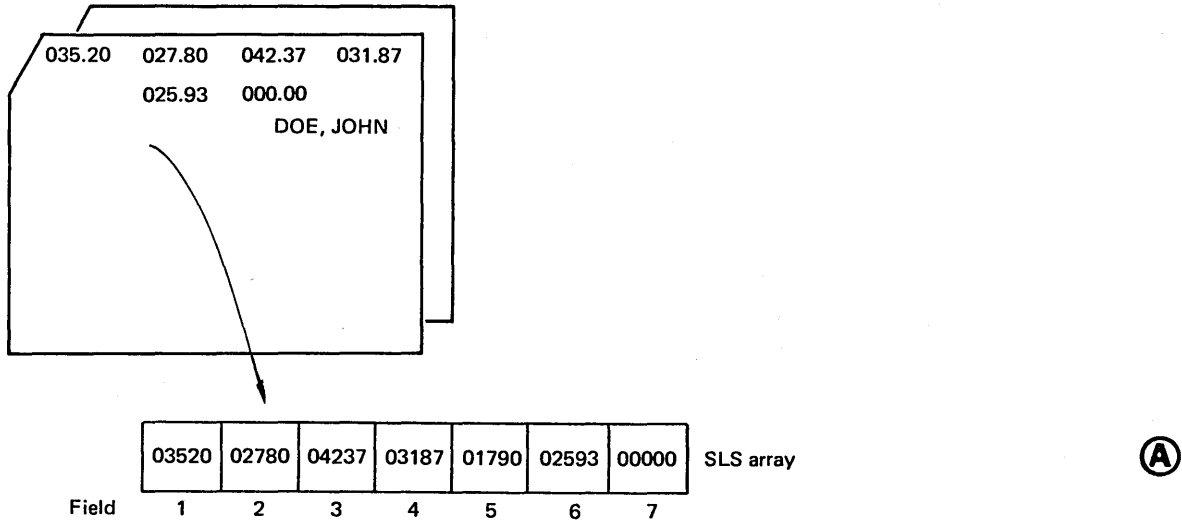 035.20 027.80 042.37 031.87
025.93 000.00
DOE, JOHN
03520 02780 04237 03187 01790 02593 00000 SLS array
Field 1 2 3 4 5 6 7
A